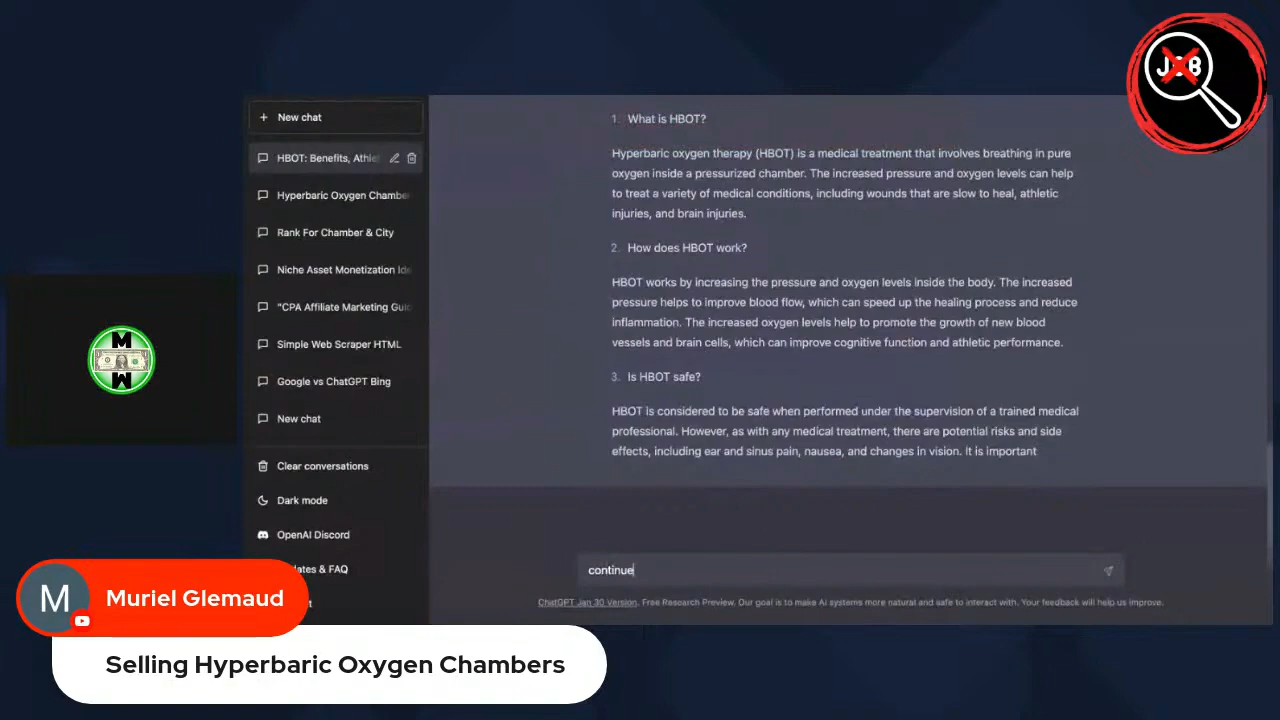 JOB
New chat
HBOT: Benefits, Athle
Hyperbaric Oxygen Chambe
Rank For Chamber & City
Niche Asset Monetization Ide
"CPA Affiliate Marketing Guid
Simple Web Scraper HTML
Google vs ChatGPT Bing
New chat
Clear conversations
Dark mode
OpenAI Discord
ates & FAQ
t
1. What is HBOT?
Hyperbaric oxygen therapy (HBOT) is a medical treatment that involves breathing in pure
oxygen inside a pressurized chamber. The increased pressure and oxygen levels can help
to treat a variety of medical conditions, including wounds that are slow to heal, athletic
injuries, and brain injuries.
2. How does HBOT work?
HBOT works by increasing the pressure and oxygen levels inside the body. The increased
pressure helps to improve blood flow, which can speed up the healing process and reduce
inflammation. The increased oxygen levels help to promote the growth of new blood
vessels and brain cells, which can improve cognitive function and athletic performance.
3. Is HBOT safe?
HBOT is considered to be safe when performed under the supervision of a trained medical
professional. However, as with any medical treatment, there are potential risks and side
effects, including ear and sinus pain, nausea, and changes in vision. It is important
continue
ChatGPT Jan 30 Version. Free Research Preview. Our goal is to make AI systems more natural and safe to interact with. Your feedback will help us improve.
M
W
M
Muriel Glemaud
Selling Hyperbaric Oxygen Chambers